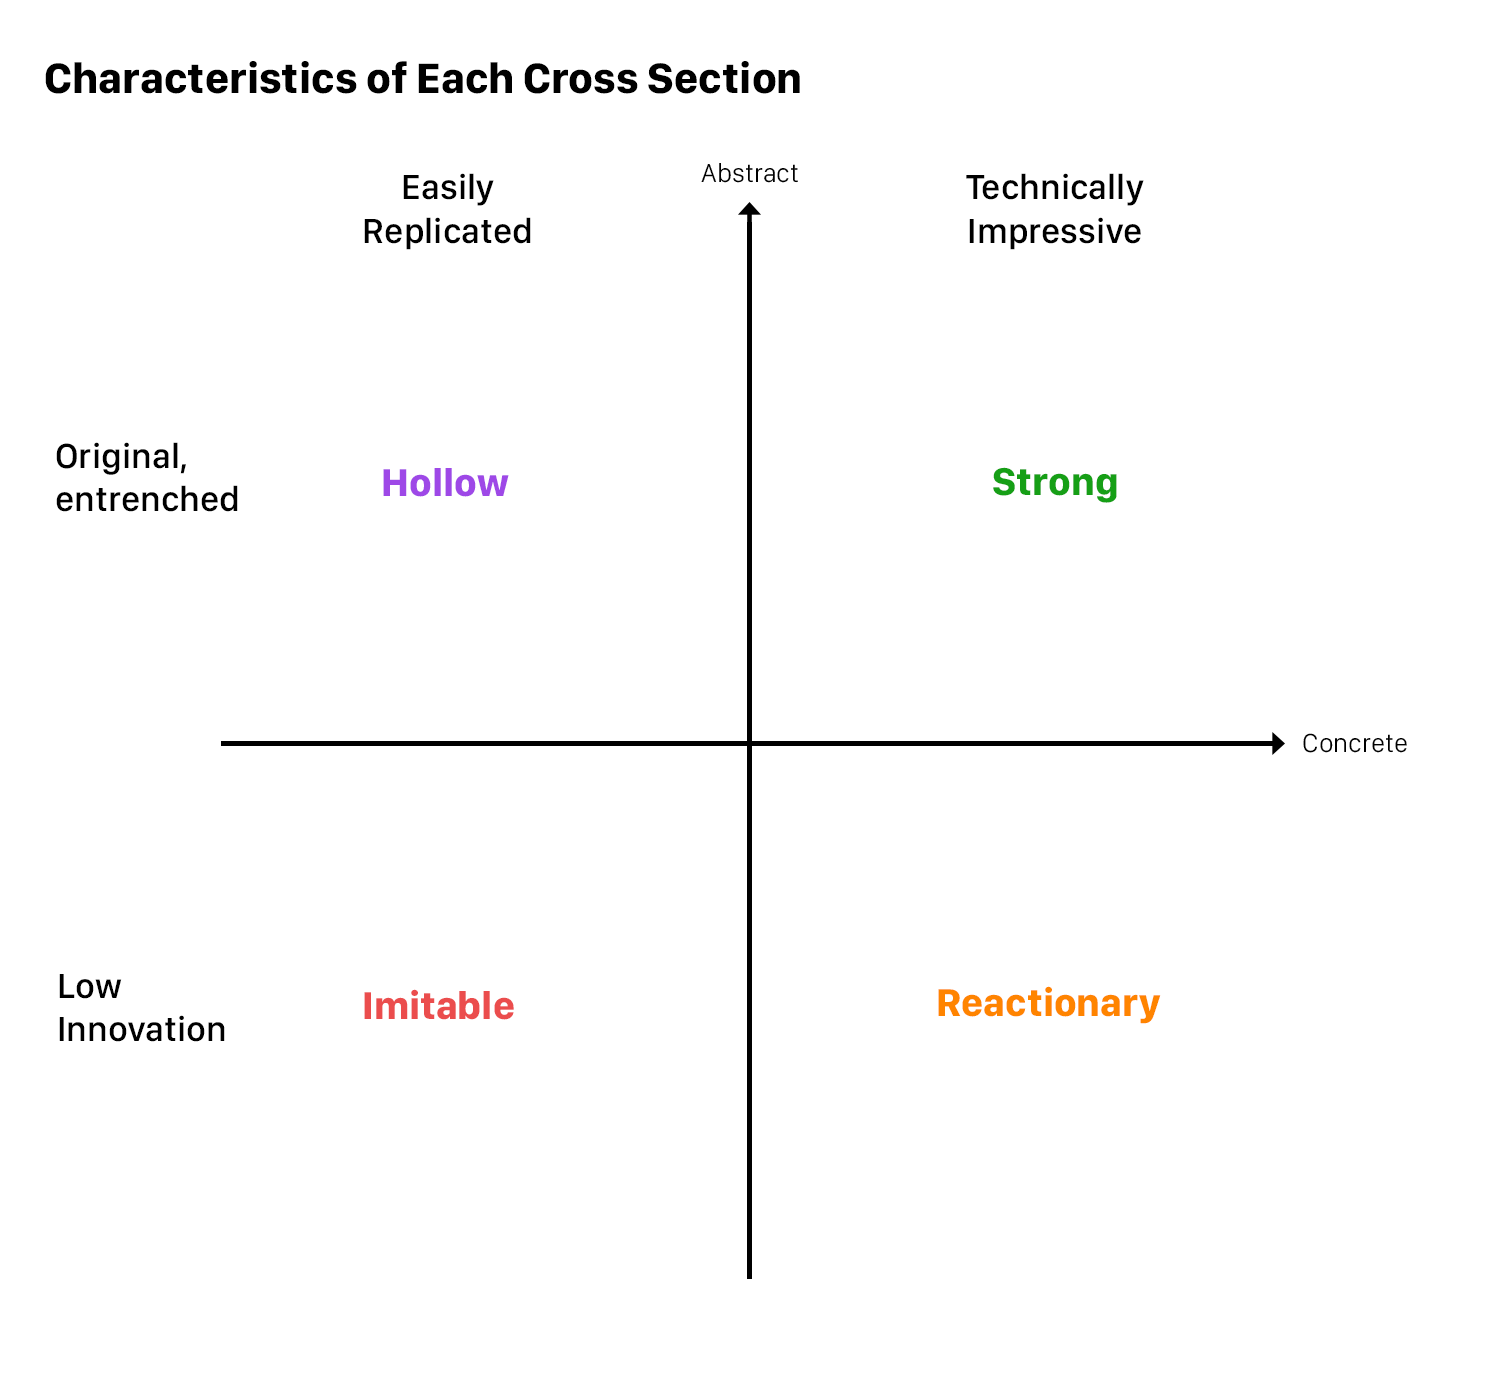 Characteristics of Each Cross Section
Abstract
Easily
Replicated
Technically
Impressive
Original,
entrenched
Hollow
Strong
Concrete
Low
Innovation
Imitable
Reactionary